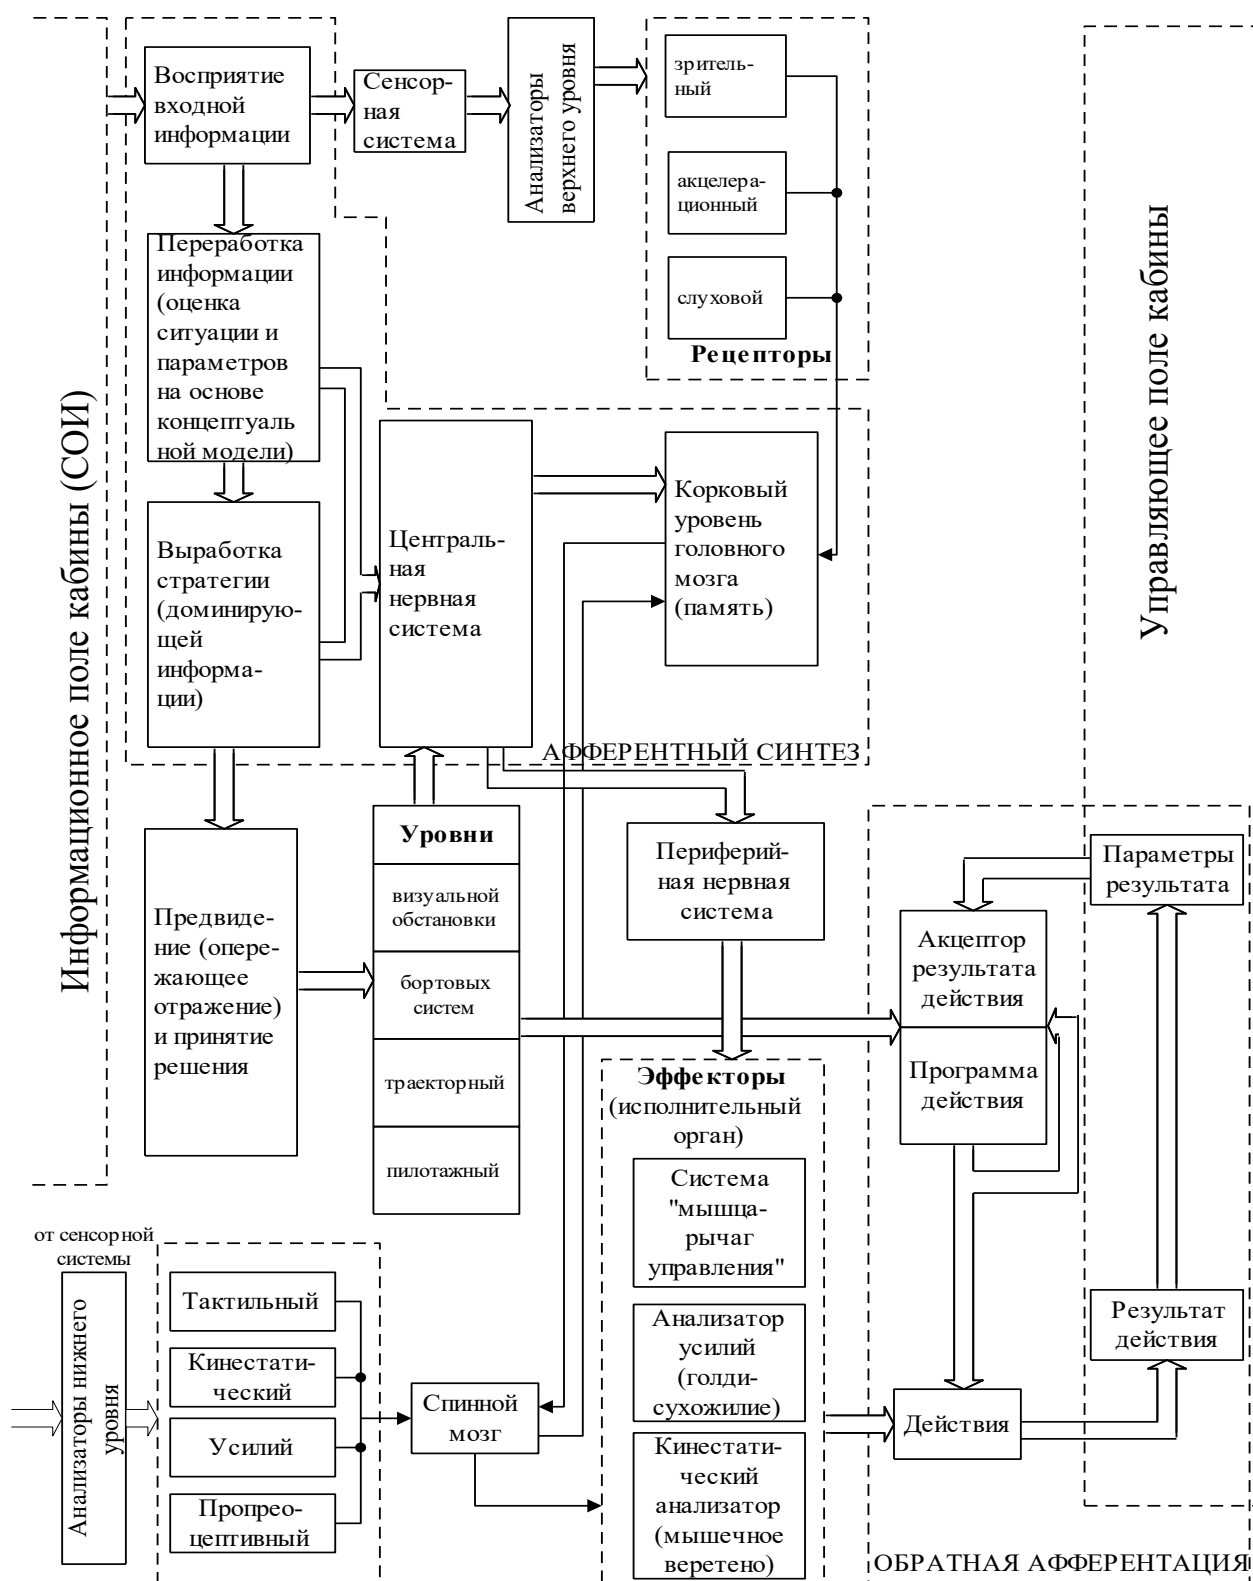 Информационное поле кабины (СОИ)
Восприятие
входной
информации
Сенсор-
ная
система
Анализаторы
верхнего уровня
зритель-
ный
акцелера-
ционный
слуховой
Рецепторы
Управляющее поле кабины
Переработка
информации
(оценка
ситуации и
параметров
на основе
концептуаль
ной модели)
Выработка
стратегии
(доминирую-
щей
информа-
ции)
Централь-
ная
нервная
система
Корковый
уровень
головного
мозга
(память)
АФФЕРЕНТНЫЙ СИНТЕЗ
Предвиде-
ние (опере-
жающее
отражение)
и принятие
решения
Уровни
визуальной
обстановки
бортовых
систем
траекторный
пилотажный
Периферий-
ная нервная
система
Параметры
результата
Акцептор
результата
действия
Программа
действия
Эффекторы
(исполнительный
орган)
Система
"мышца-
рычаг
управления"
Анализатор
усилий
(голди-
сухожилие)
Кинестати-
ческий
анализатор
(мышечное
веретено)
Результат
действия
Действия
ОБРАТНАЯ АФФЕРЕНТАЦИЯ
от сенсорной
системы
Анализаторы нижнего
уровня
Тактильный
Кинестати-
ческий
Усилий
Пропрео-
цептивный
Спинной
мозг